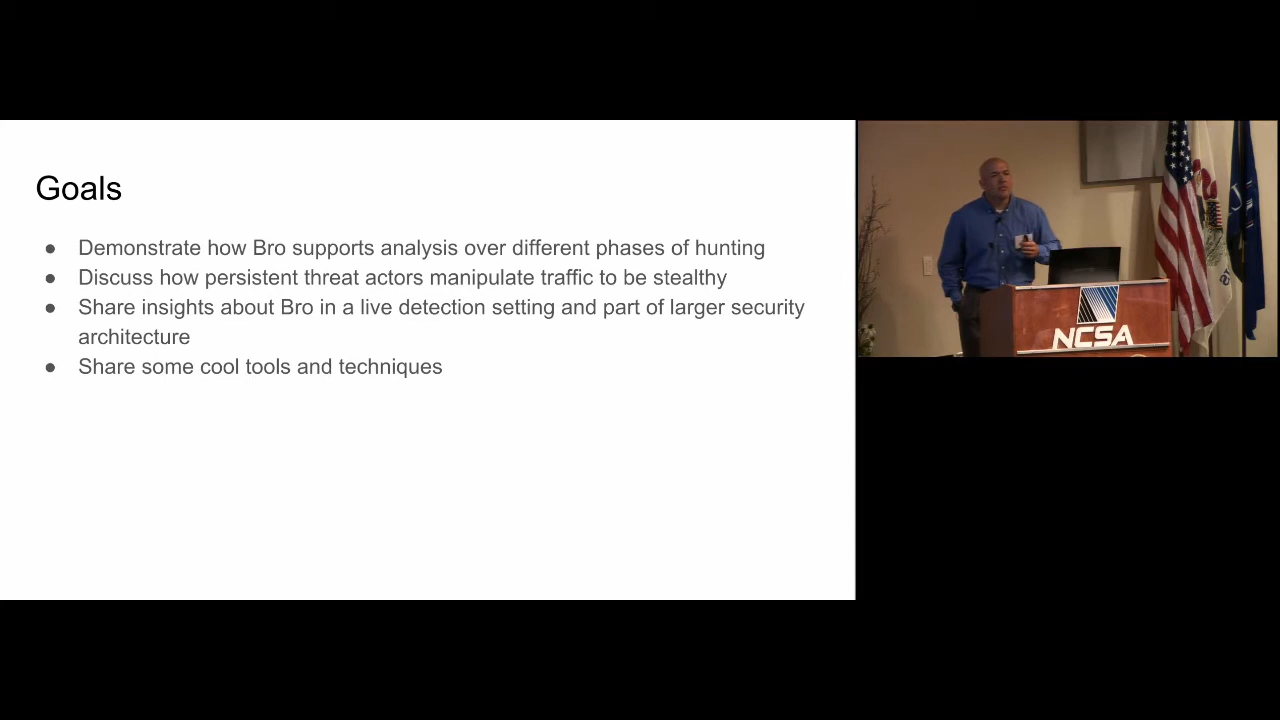 Goals
● Demonstrate how Bro supports analysis over different phases of hunting
● Discuss how persistent threat actors manipulate traffic to be stealthy
● Share insights about Bro in a live detection setting and part of larger security
architecture
● Share some cool tools and techniques
NCSA